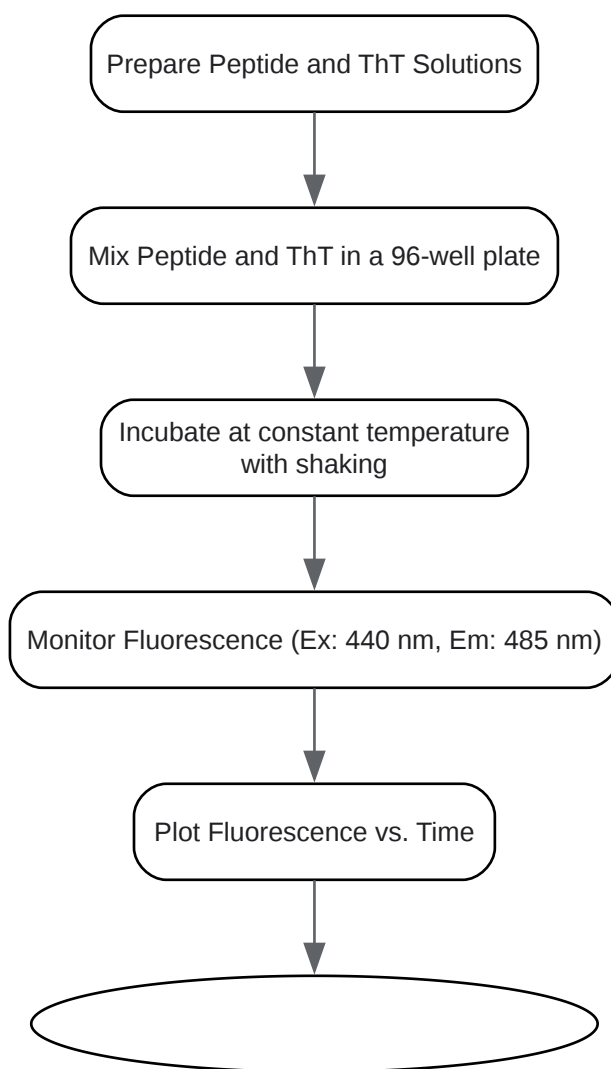 Prepare Peptide and ThT Solutions
Mix Peptide and ThT in a 96-well plate
Incubate at constant temperature
with shaking
Monitor Fluorescence (Ex: 440 nm, Em: 485 nm)
Plot Fluorescence vs. Time